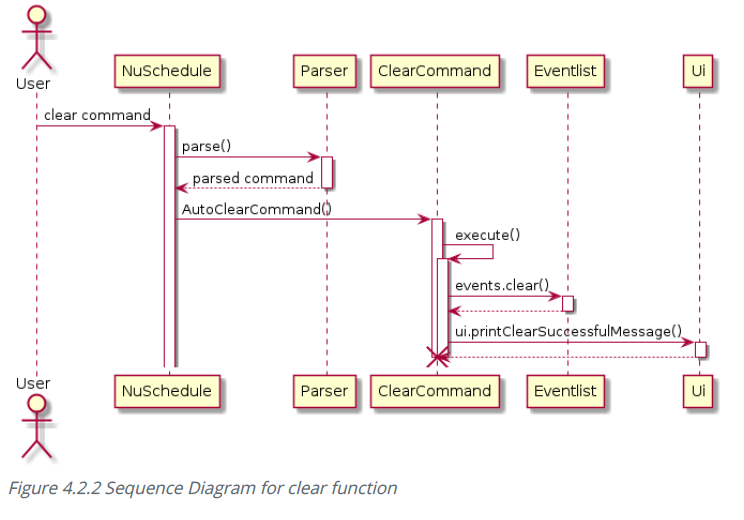 User
NuSchedule Parser ClearCommand Eventlist Ui
clear command
parse()
parsed command
AutoClearCommand()
execute()
events.clear()
ui.printClearSuccessfulMessage()
User
NuSchedule Parser ClearCommand Eventlist Ui
Figure 4.2.2 Sequence Diagram for clear function